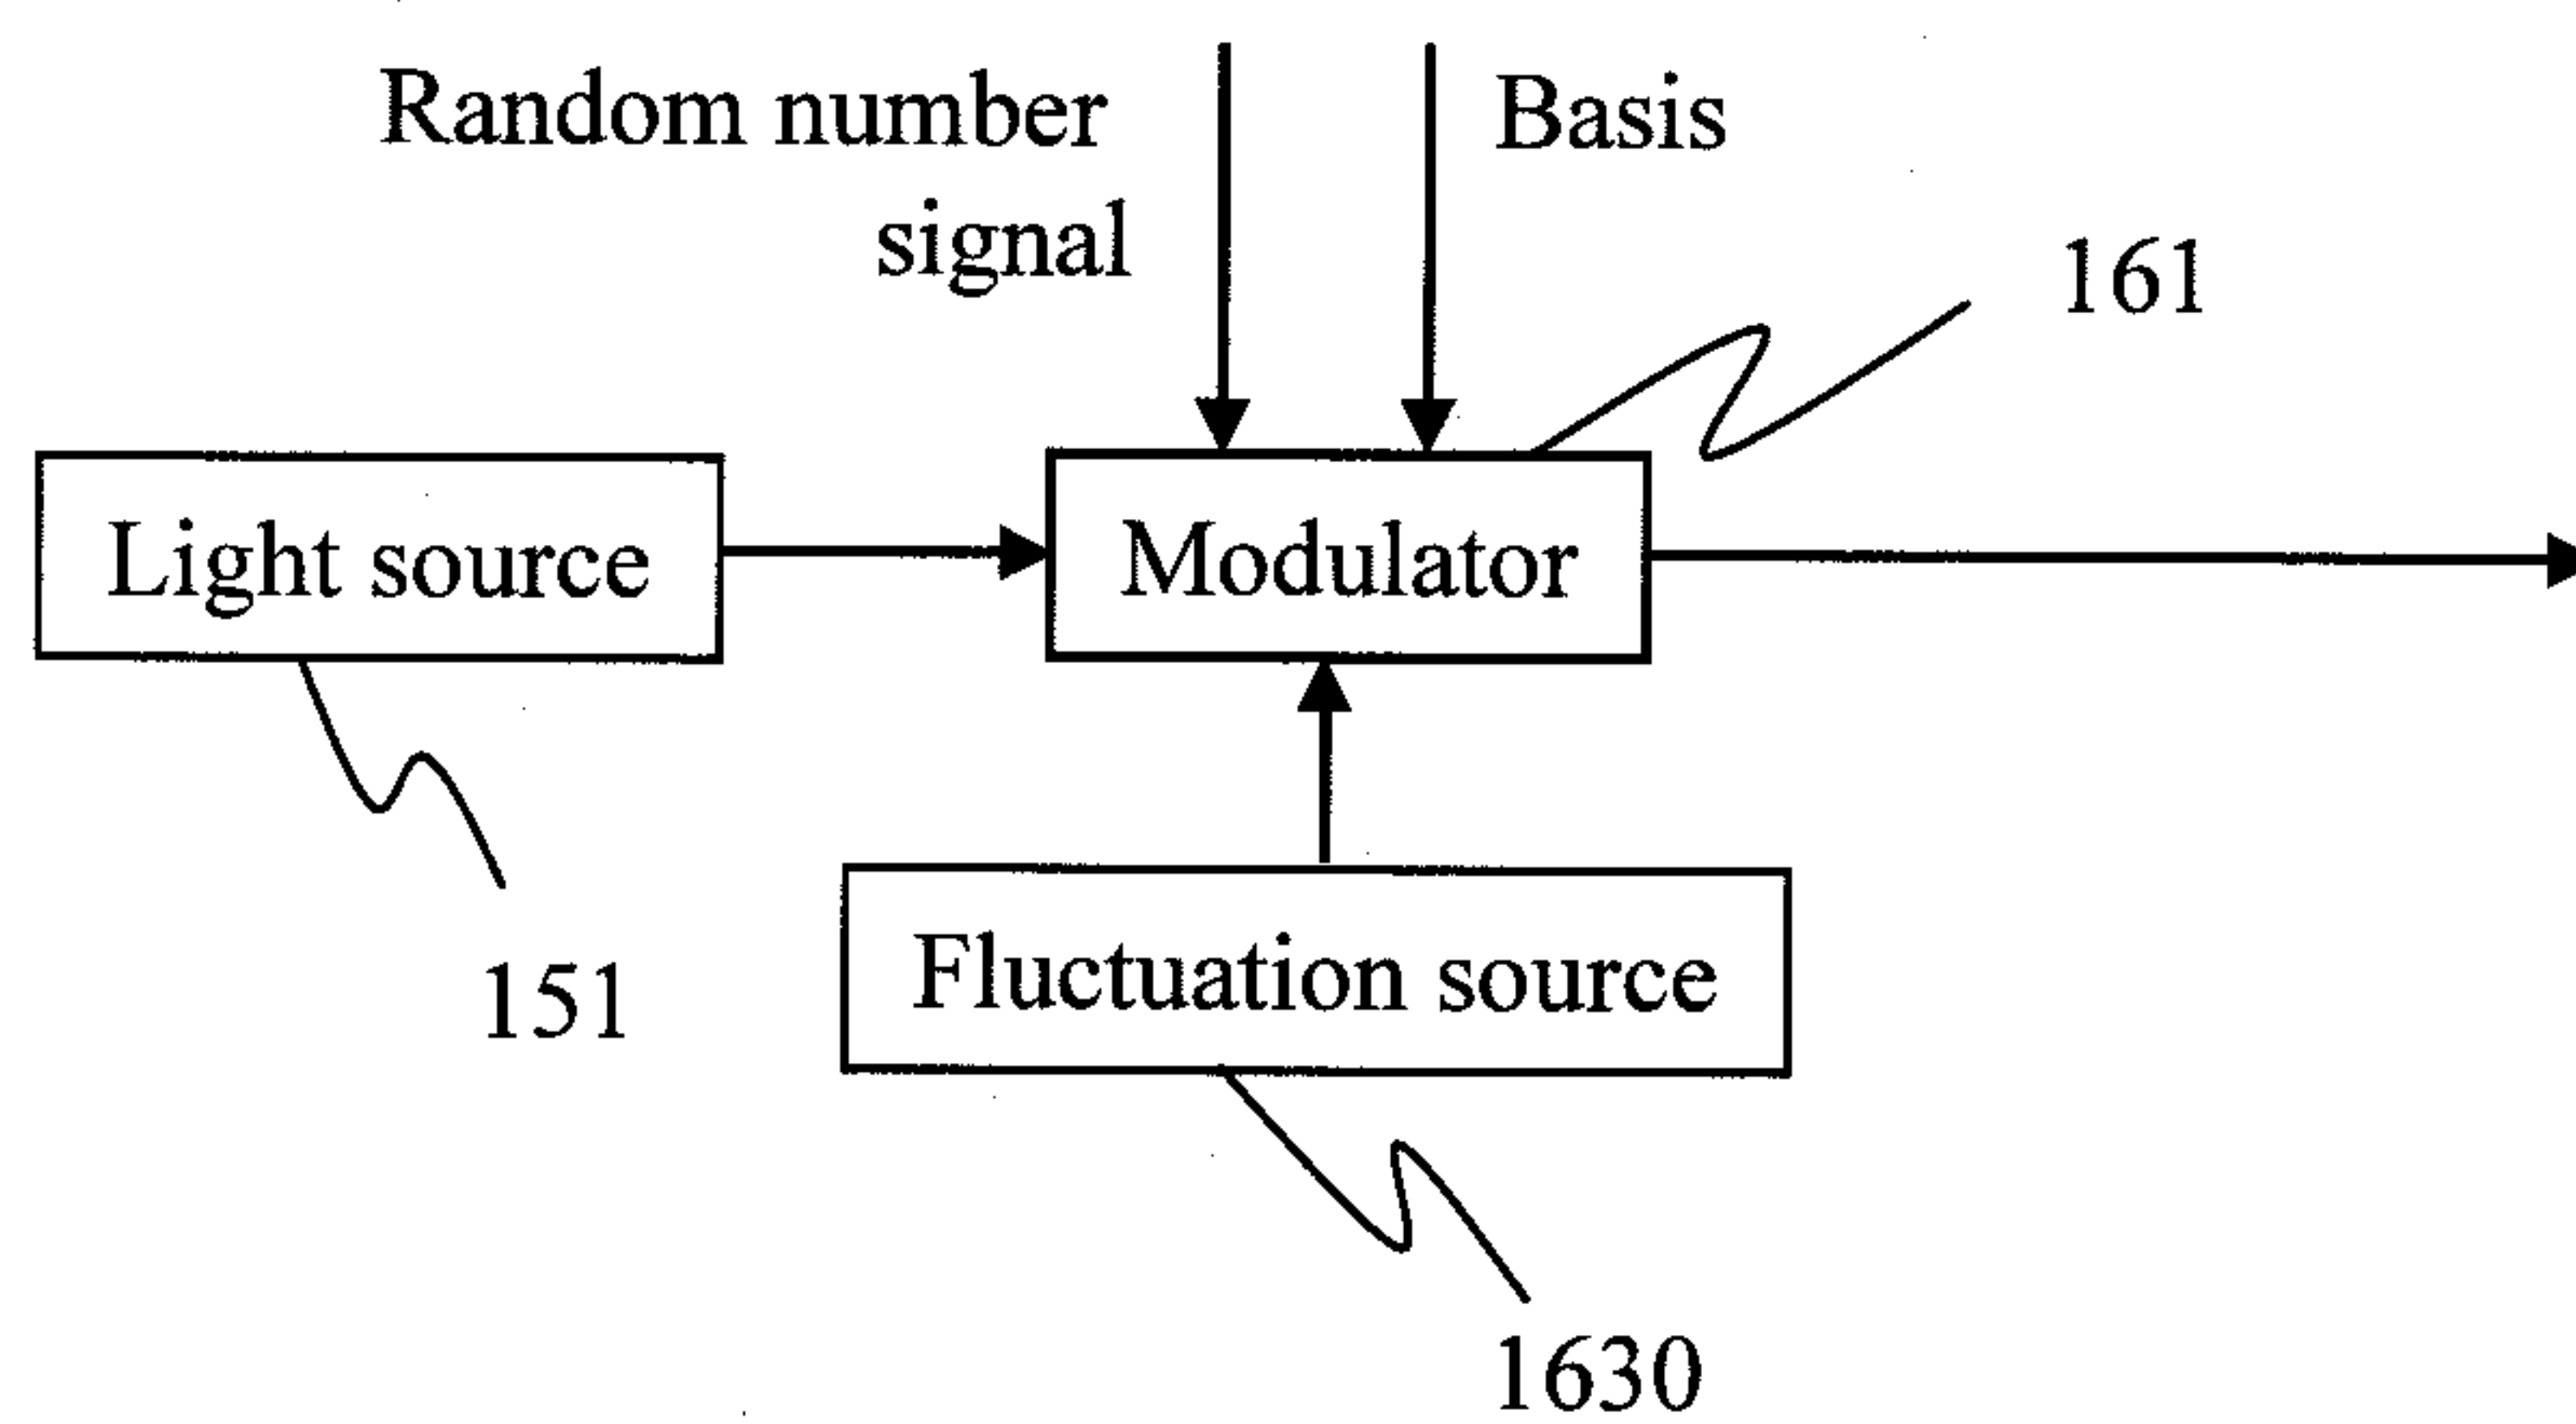 Random number
signal
Basis
161
Light source
Modulator
151
Fluctuation source
1630